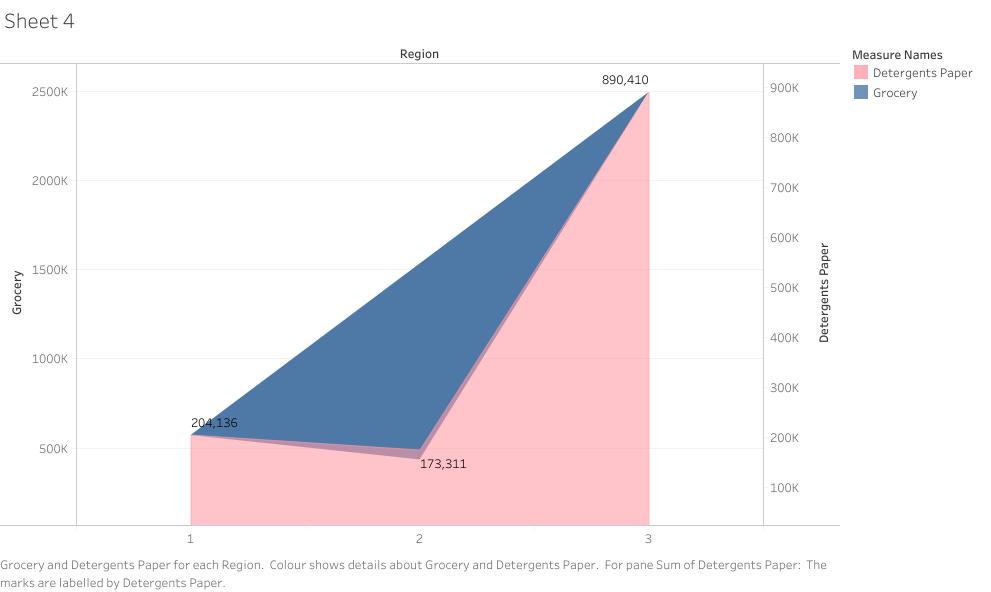 Sheet 4
Region
Measure Names
Detergents Paper
Grocery
890,410
204,136
173,311
Grocery
2500K
2000K
1500K
1000K
500K
900K
800K
700K
600K
500K
400K
300K
200K
100K
Detergents Paper
1
2
3
Grocery and Detergents Paper for each Region.  Colour shows details about Grocery and Detergents Paper.  For pane Sum of Detergents Paper:  The
marks are labelled by Detergents Paper.